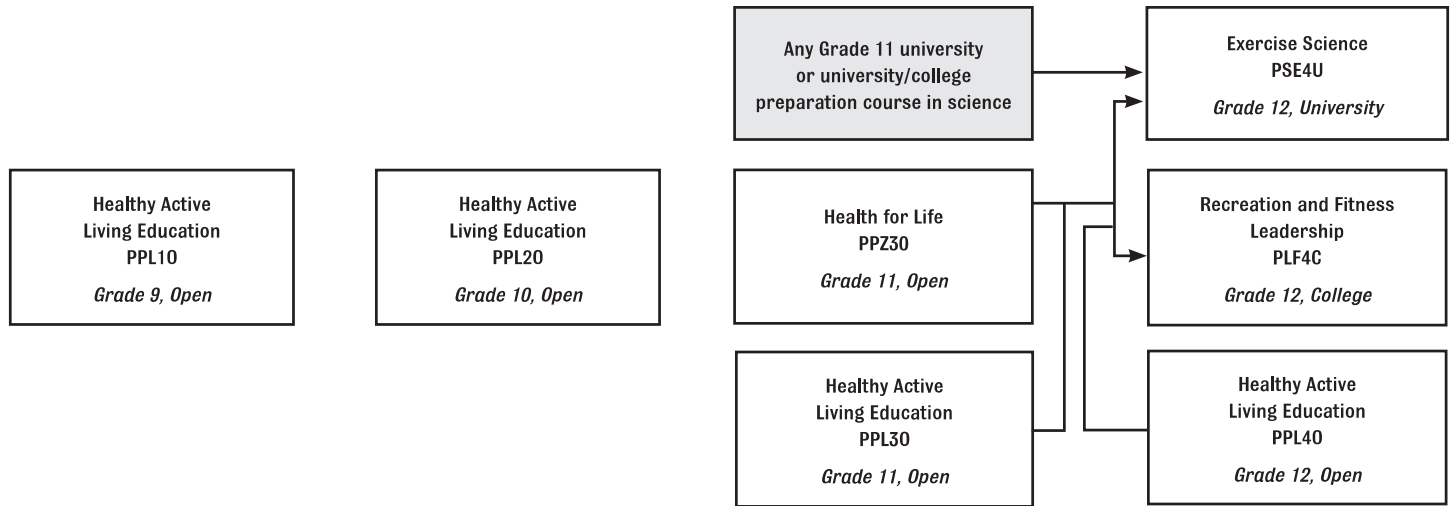 Any Grade 11 university
or university/college
preparation course in science
Exercise Science
PSE4U
Grade 12, University
Healthy Active
Living Education
PPL1O
Grade 9, Open
Healthy Active
Living Education
PPL2O
Grade 10, Open
Health for Life
PPZ3O
Grade 11, Open
Recreation and Fitness
Leadership
PLF4C
Grade 12, College
Healthy Active
Living Education
PPL3O
Grade 11, Open
Healthy Active
Living Education
PPL4O
Grade 12, Open